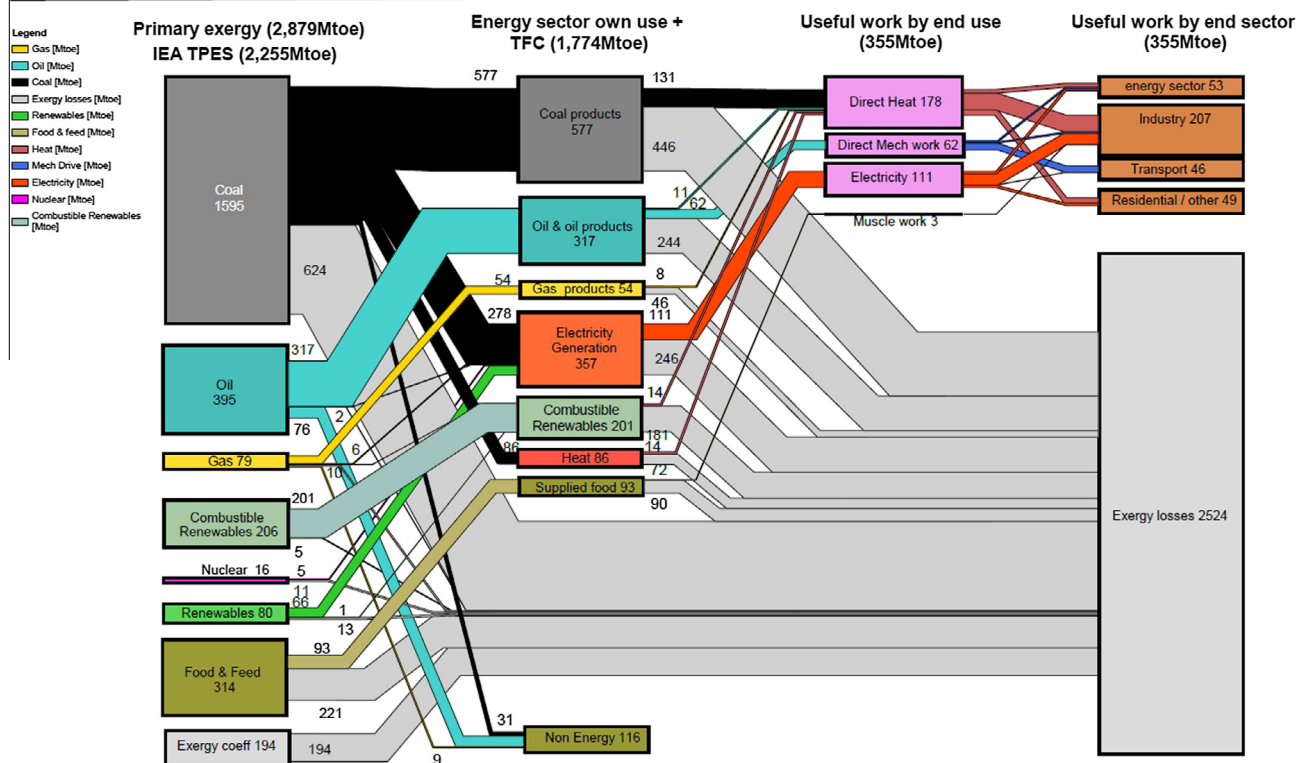 Primary exergy (2,879Mtoe)
IEA TPES (2,255Mtoe)
Energy sector own use +
TFC (1,774Mtoe)
Useful work by end use
(355Mtoe)
Useful work by end sector
(355Mtoe)
Legend
Gas [Mtoe]
Oil [Mtoe]
Coal [Mtoe]
Exergy losses [Mtoe]
Renewables [Mtoe]
Food & feed [Mtoe]
Heat [Mtoe]
Mech Drive [Mtoe]
Electricity [Mtoe]
Nuclear [Mtoe]
Combustible Renewables
[Mtoe]
Coal
1595
624
Oil
395
317
76
2
Gas 79
6
10
Combustible
Renewables 206
201
5
Nuclear 16
5
11
Renewables 80
66
1
13
Food & Feed
314
93
221
Exergy coeff 194
194
577
Coal products
577
131
446
Oil & oil products
317
11
62
244
54
Gas products 54
8
46
278
Electricity
Generation
357
111
246
Combustible
Renewables 201
14
181
86
Heat 86
14
72
Supplied food 93
90
31
Non Energy 116
9
Direct Heat 178
Direct Mech work 62
Electricity 111
Muscle work 3
energy sector 53
Industry 207
Transport 46
Residential / other 49
Exergy losses 2524